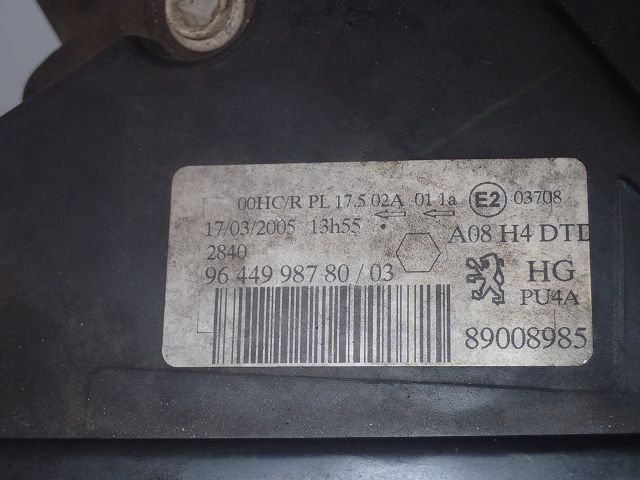 00HC/R PL 17.5 02A 01 1a E2 03708
17/03/2005 13h55
A08 H4 DTD
2840
96 449 987 80 / 03
HG
PU4A
89008985